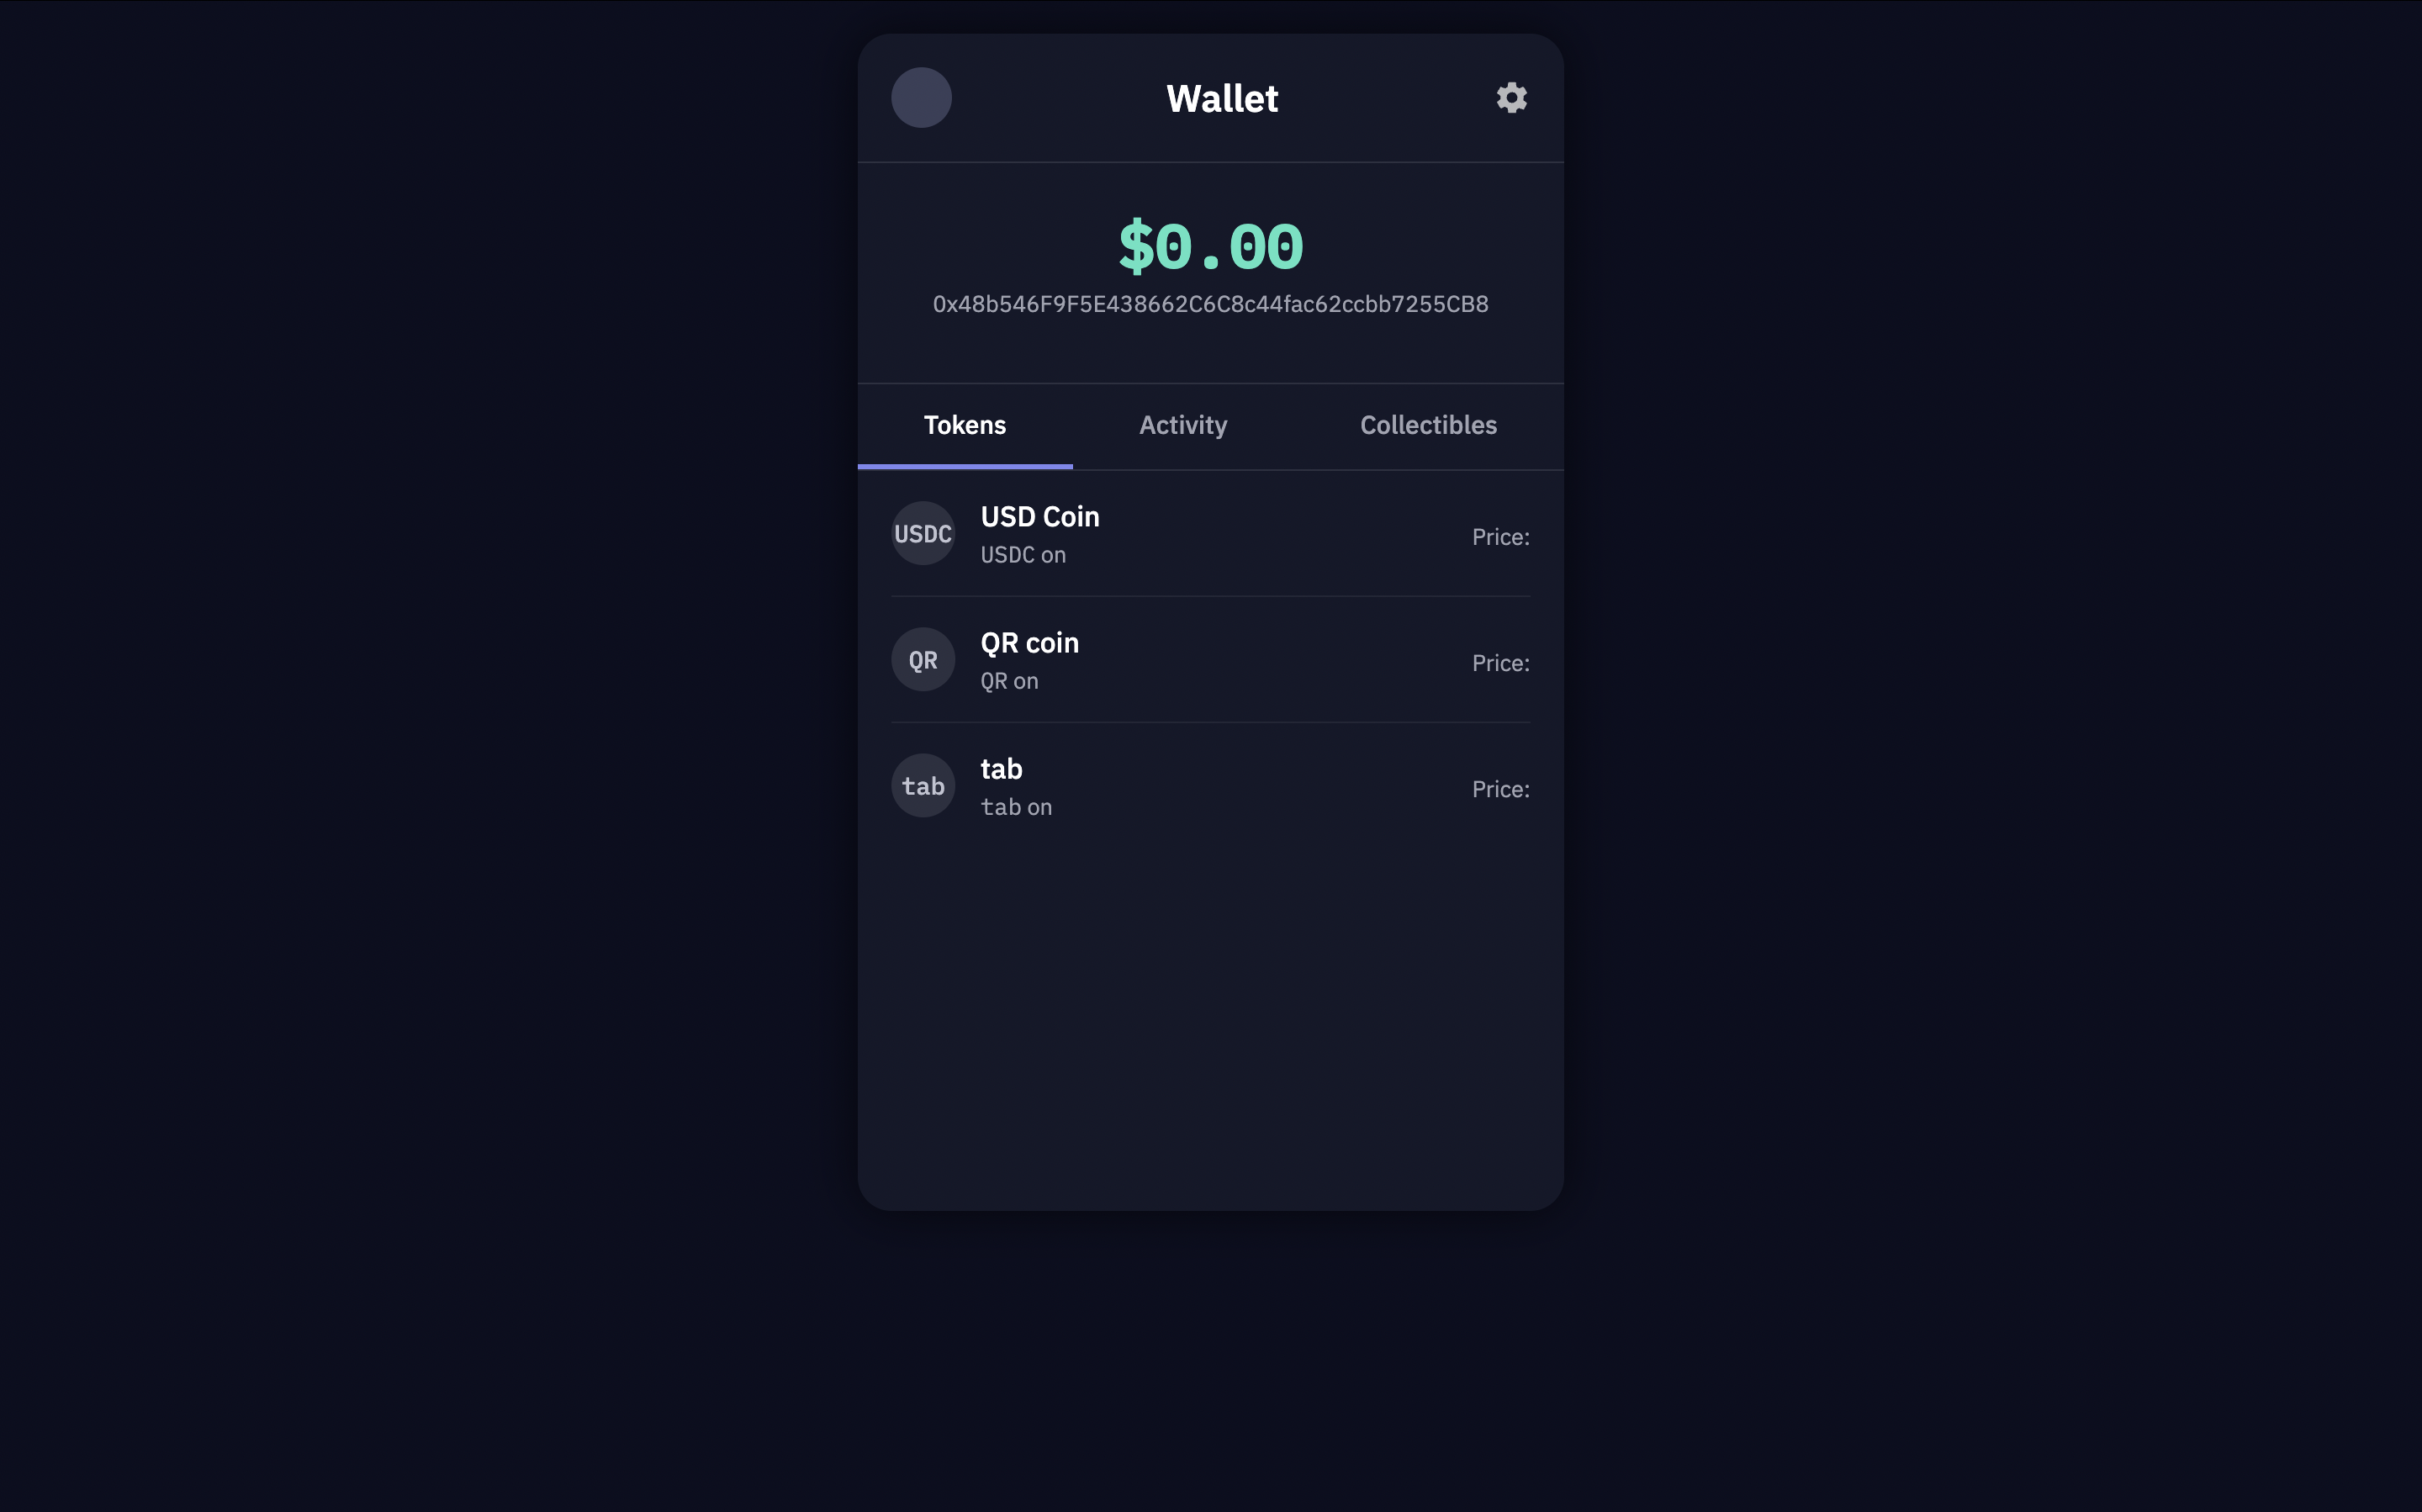 Wallet
$0.00
0x48b546F9F5E438662C6C8c44fac62ccbb7255CB8
Tokens Activity Collectibles
USDC USD Coin
USDC on
Price:
QR QR coin
QR on
Price:
tab tab
tab on
Price: